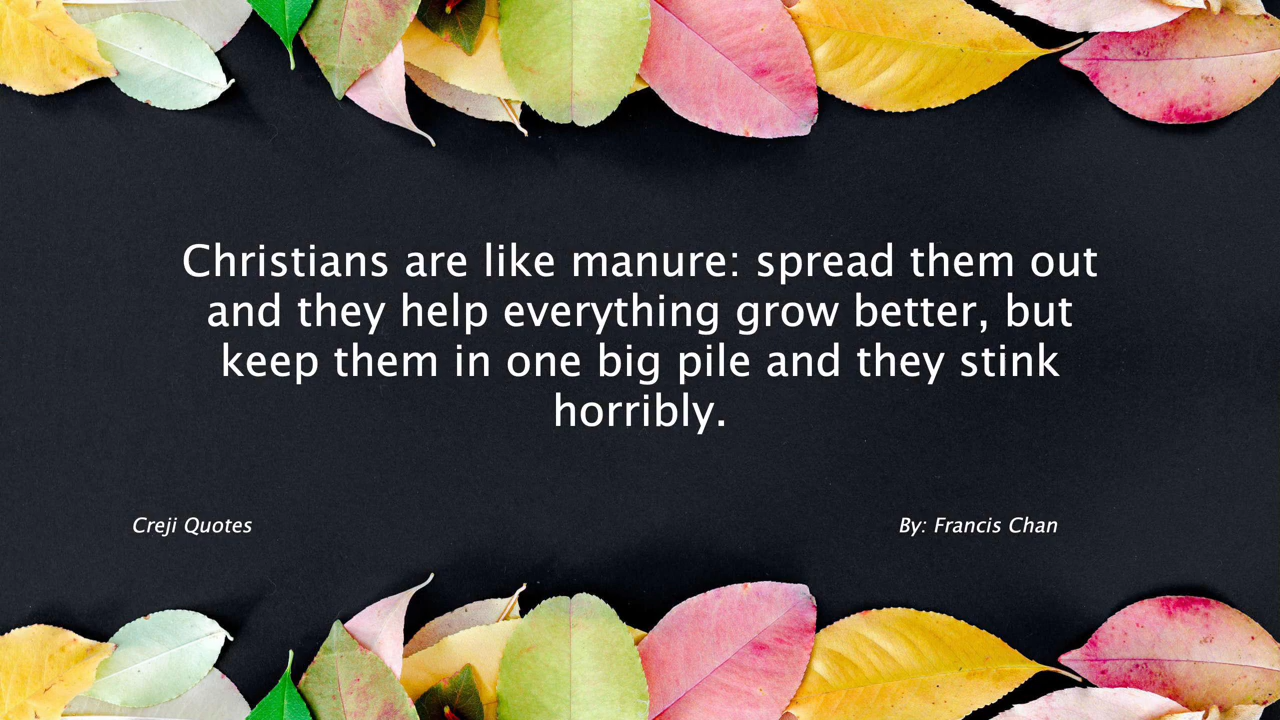 Christians are like manure: spread them out
and they help everything grow better, but
keep them in one big pile and they stink
horribly.
Creji Quotes
By: Francis Chan